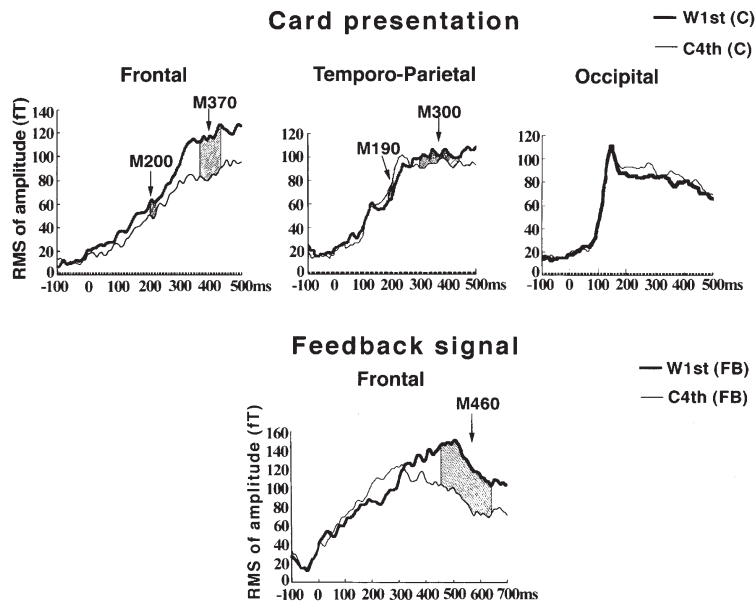 Card presentation
W1st (C)
C4th (C)
Frontal
Temporo-Parietal
Occipital
RMS of amplitude (fT)
140
120
100
80
60
40
20
0
M200
M370
-100 0 100 200 300 400 500ms
120
100
80
60
40
20
0
M190
M300
-100 0 100 200 300 400 500ms
120
100
80
60
40
20
0
-100 0 100 200 300 400 500ms
Feedback signal
W1st (FB)
C4th (FB)
Frontal
RMS of amplitude (fT)
160
140
120
100
80
60
40
20
0
M460
-100 0 100 200 300 400 500 600 700ms